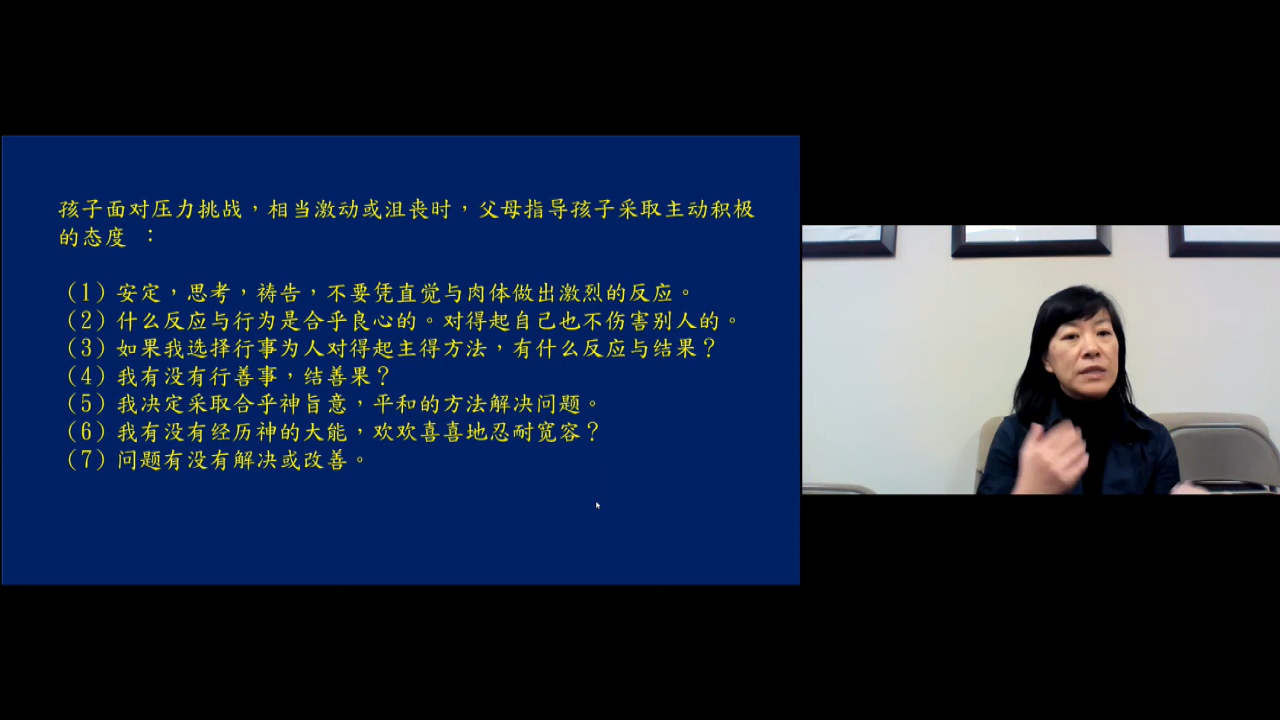 孩子面对压力挑战，相当激动或沮丧时，父母指导孩子采取主动积极
的态度 ：
（1）安定，思考，祷告，不要凭直觉与肉体做出激烈的反应。
（2）什么反应与行为是合乎良心的。对得起自己也不伤害别人的。
（3）如果我选择行事为人对得起主得方法，有什么反应与结果？
（4）我有没有行善事，结善果？
（5）我决定采取合乎神旨意，平和的方法解决问题。
（6）我有没有经历神的大能，欢欢喜喜地忍耐宽容？
（7）问题有没有解决或改善。